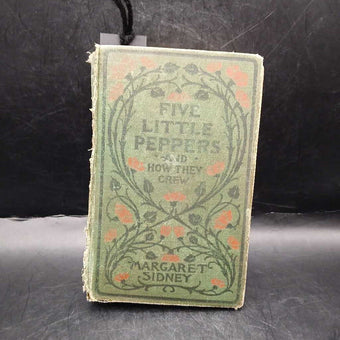 FIVE
LITTLE
PEPPERS
AND
HOW THEY
GREW
MARGARET
SIDNEY